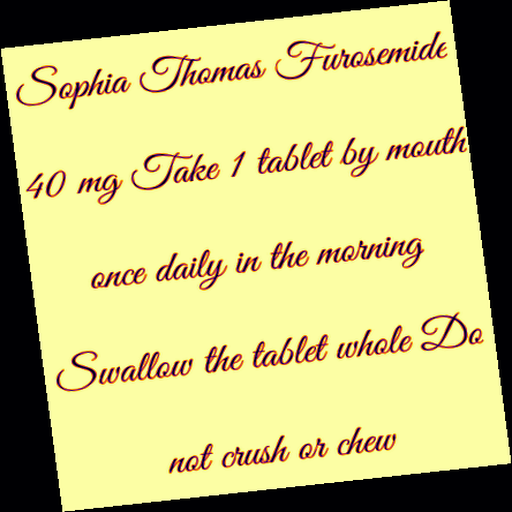 Sophia Thomas Furosemide
40 mg Take 1 tablet by mouth
once daily in the morning
Swallow the tablet whole Do
not crush or chew